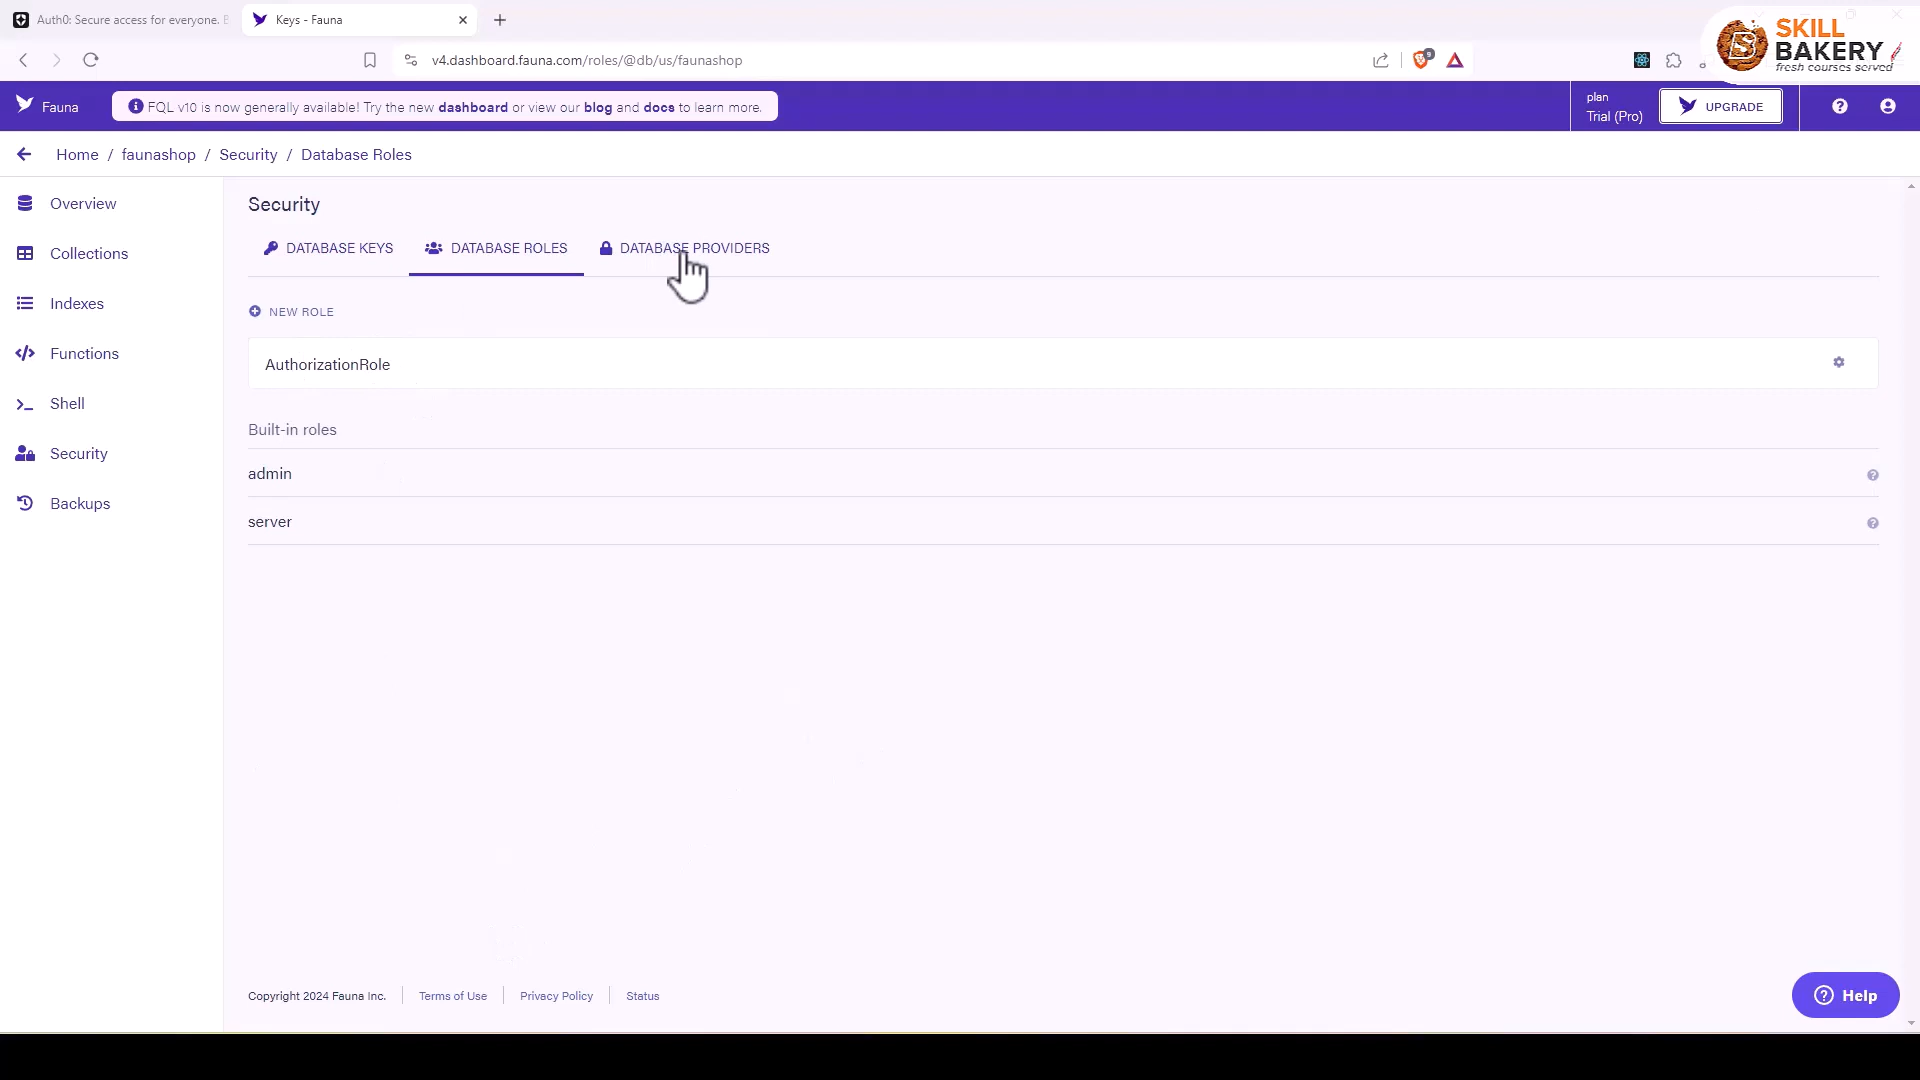 Auth0: Secure access for everyone.
Keys - Fauna
v4.dashboard.fauna.com/roles/@db/us/faunashop
9
SKILL
BAKERY
fresh courses served
Fauna
FQL v10 is now generally available! Try the new dashboard or view our blog and docs to learn more.
plan
Trial (Pro)
UPGRADE
Home / faunashop / Security / Database Roles
Overview
Collections
Indexes
Functions
Shell
Security
Backups
Security
DATABASE KEYS
DATABASE ROLES
DATABASE PROVIDERS
NEW ROLE
AuthorizationRole
Built-in roles
admin
server
Copyright 2024 Fauna Inc.
Terms of Use
Privacy Policy
Status
Help